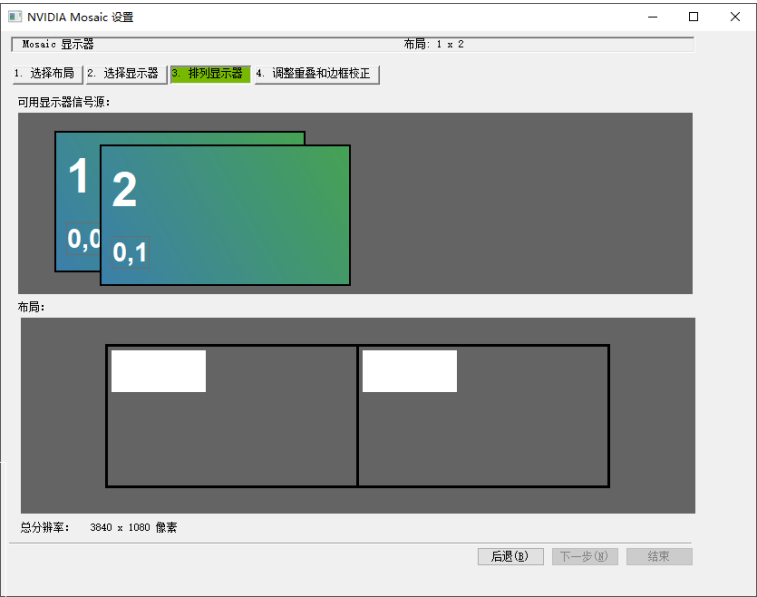 NVIDIA Mosaic 设置
Mosaic 显示器 布局: 1 x 2
1. 选择布局 2. 选择显示器 3. 排列显示器 4. 调整重叠和边框校正
可用显示器信号源:
1 2
0,0 0,1
布局:
总分辨率: 3840 x 1080 像素
后退(B) 下一步(N) 结束